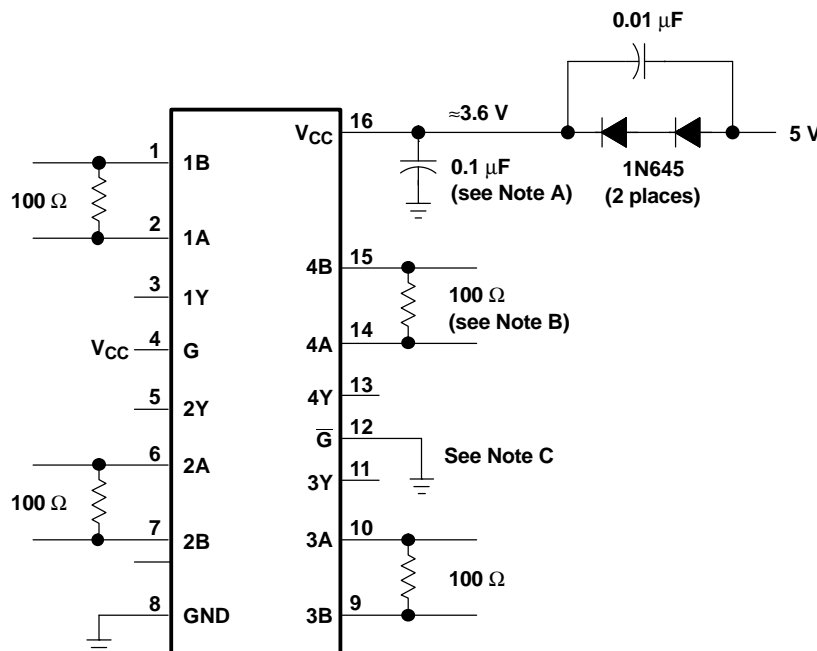 0.01 μF
5 V
≈3.6 V
16
VCC
1N645
(2 places)
0.1 μF
(see Note A)
1
1B
100 Ω
2
1A
3
1Y
VCC
4
G
5
2Y
6
2A
100 Ω
7
2B
8
GND
15
4B
100 Ω
(see Note B)
14
4A
13
4Y
12
G̅
See Note C
11
3Y
10
3A
100 Ω
9
3B